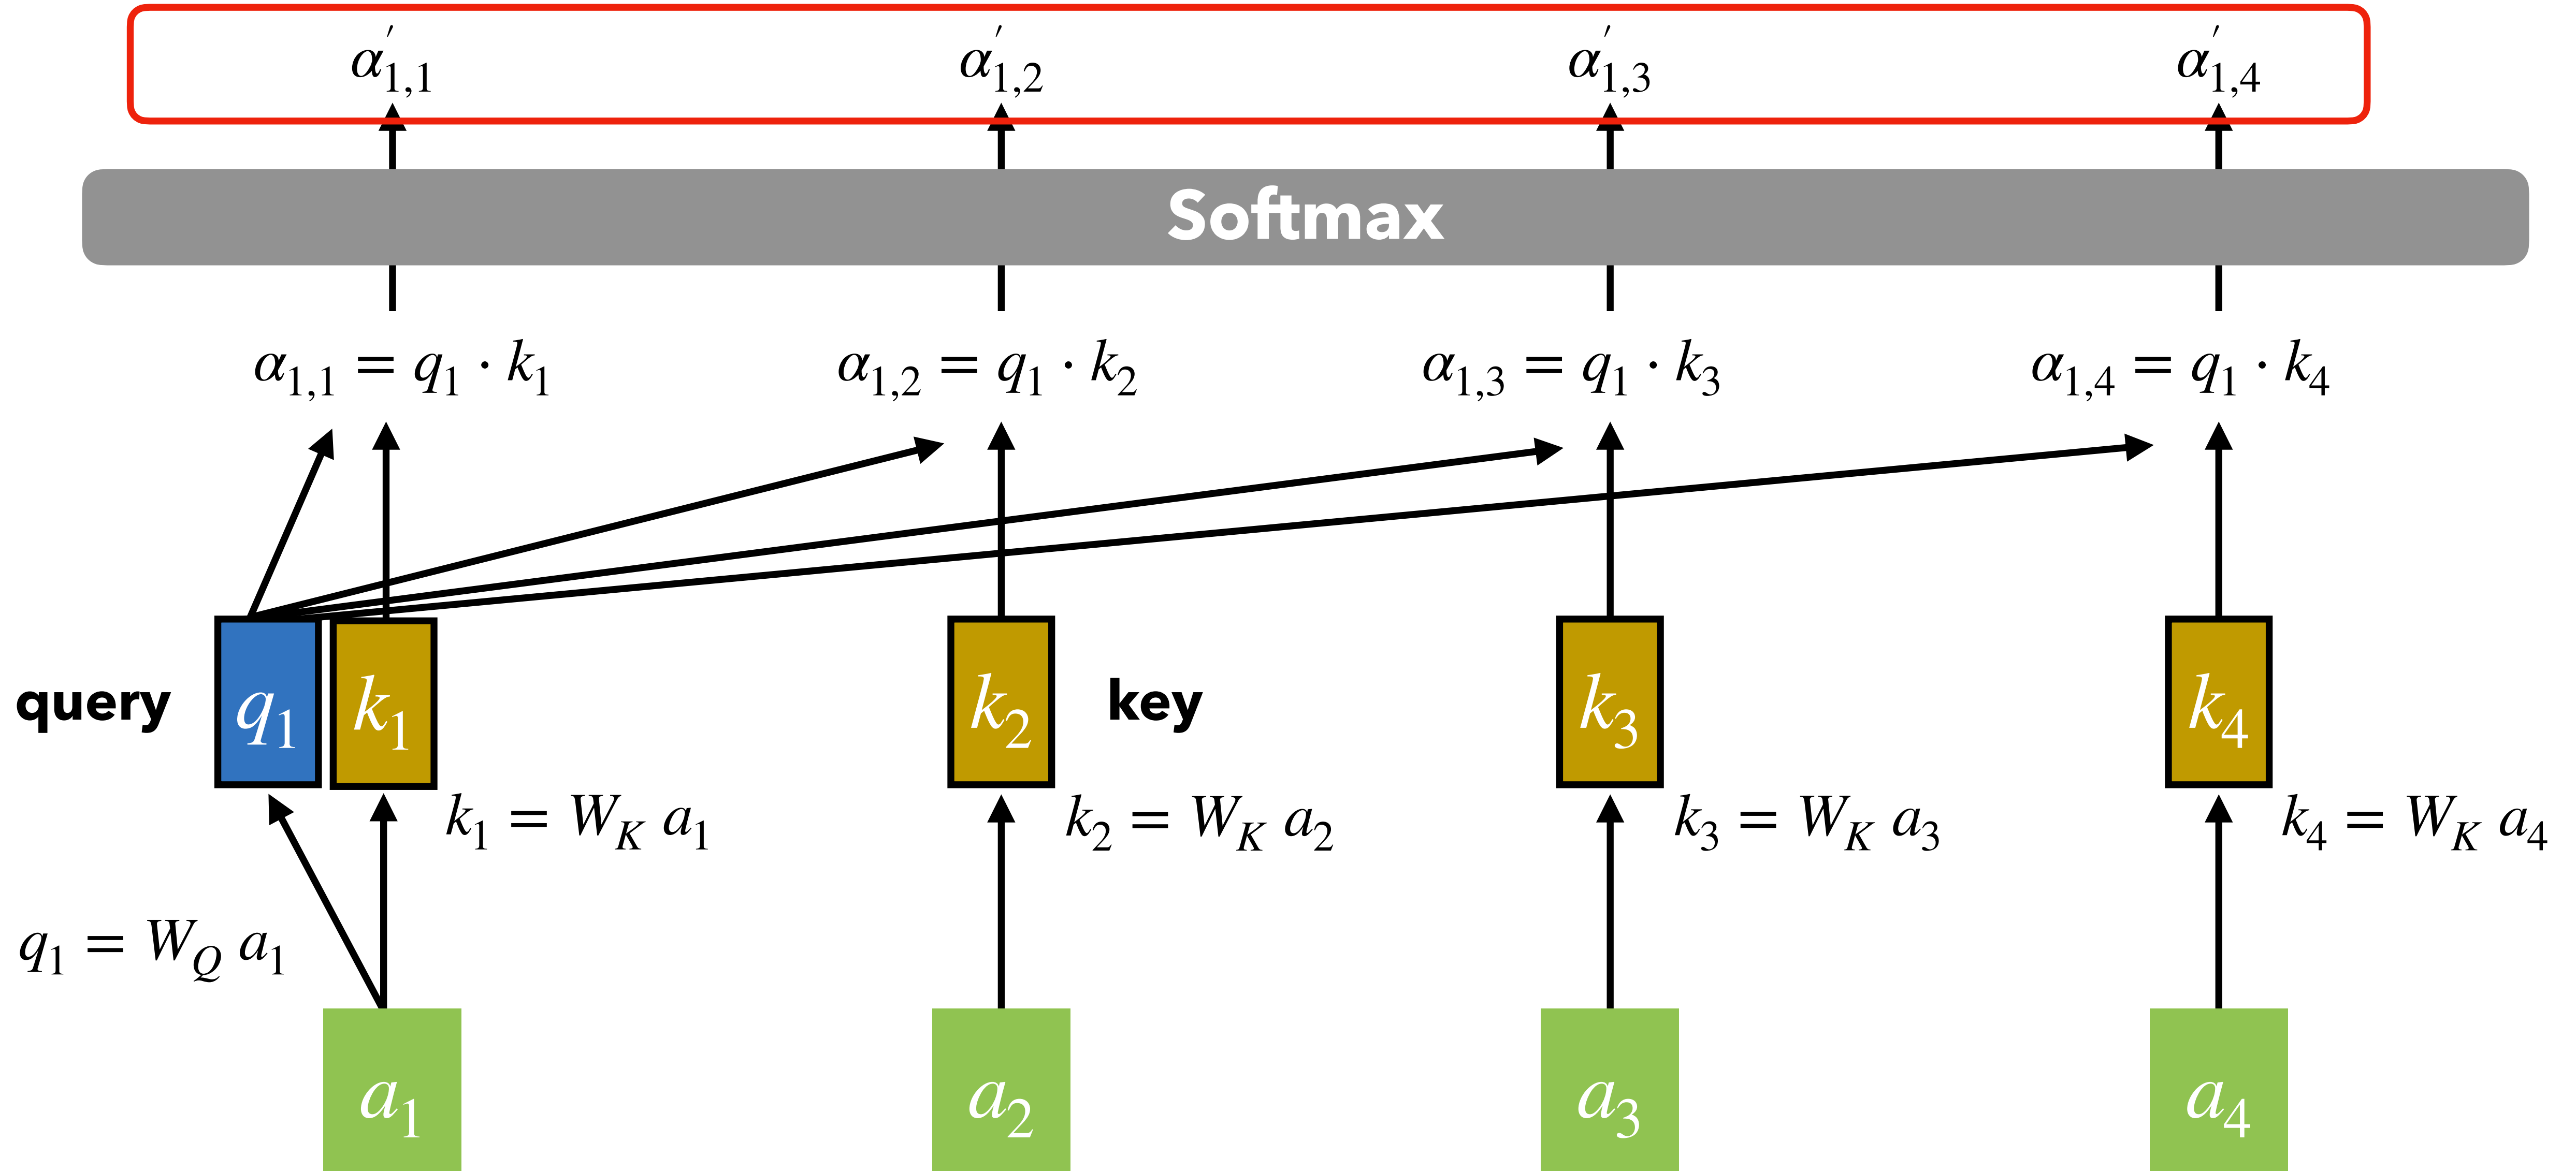 α′1,1 α′1,2 α′1,3 α′1,4
Softmax
α1,1 = q1 · k1 α1,2 = q1 · k2 α1,3 = q1 · k3 α1,4 = q1 · k4
query q1 k1 k2 key k3 k4
k1 = WK a1 k2 = WK a2 k3 = WK a3 k4 = WK a4
q1 = WQ a1
a1 a2 a3 a4